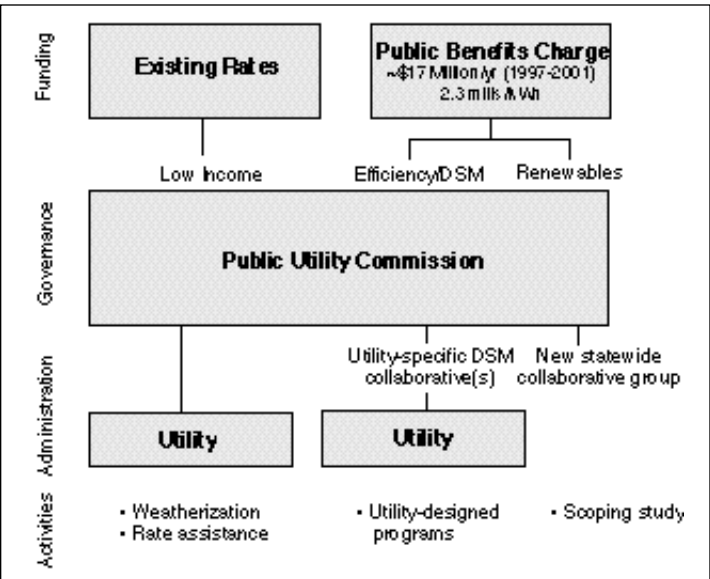 Funding
Existing Rates
Public Benefits Charge
~$17 Million/yr (1997-2001)
2.3 mills/kWh
Low Income
Efficiency/DSM
Renewables
Governance
Public Utility Commission
Administration
Utility-specific DSM
collaborative(s)
New statewide
collaborative group
Utility
Utility
Activities
• Weatherization
• Rate assistance
• Utility-designed
programs
• Scoping study